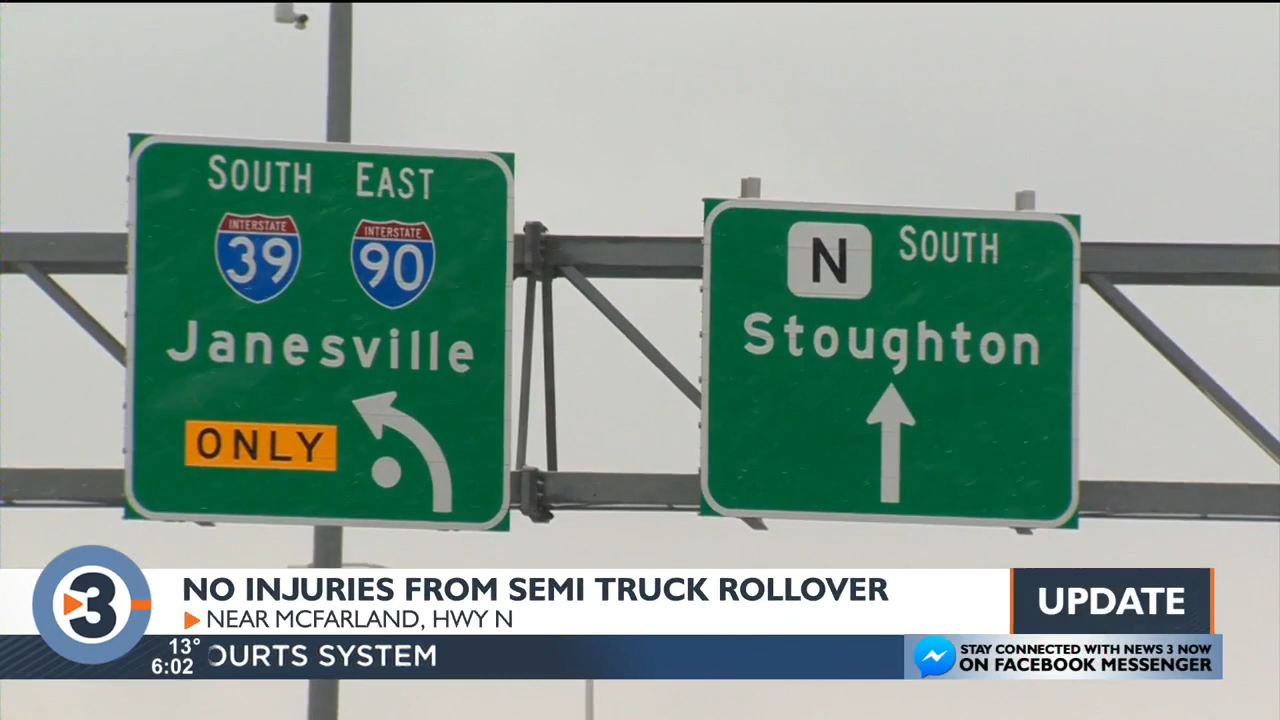 SOUTH EAST
INTERSTATE INTERSTATE
39 90
Janesville
ONLY
N SOUTH
Stoughton
3
NO INJURIES FROM SEMI TRUCK ROLLOVER
NEAR MCFARLAND, HWY N
UPDATE
13°
6:02
OURTS SYSTEM
STAY CONNECTED WITH NEWS 3 NOW
ON FACEBOOK MESSENGER